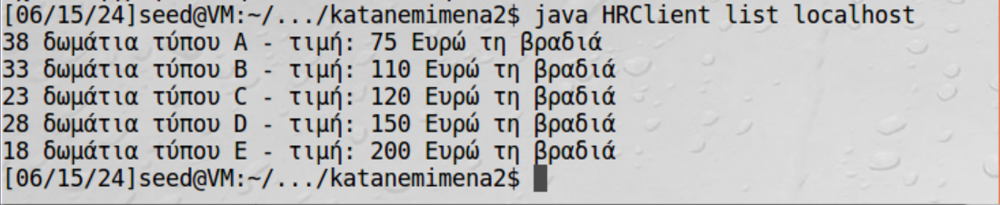 [06/15/24]seed@VM:~/.../katanemimena2$ java HRClient list localhost
38 δωμάτια τύπου A - τιμή: 75 Ευρώ τη βραδιά
33 δωμάτια τύπου B - τιμή: 110 Ευρώ τη βραδιά
23 δωμάτια τύπου C - τιμή: 120 Ευρώ τη βραδιά
28 δωμάτια τύπου D - τιμή: 150 Ευρώ τη βραδιά
18 δωμάτια τύπου E - τιμή: 200 Ευρώ τη βραδιά
[06/15/24]seed@VM:~/.../katanemimena2$